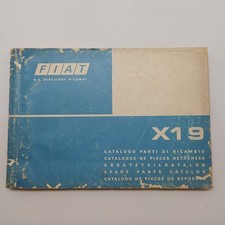 FIAT
S.A. DIREZIONE RICAMBI
X1 9
CATALOGO PARTI DI RICAMBIO
CATALOGUE DE PIECES DETACHEES
ERSATZTEILKATALOG
SPARE PARTS CATALOG
CATALOGO DE PIEZAS DE REPUESTO